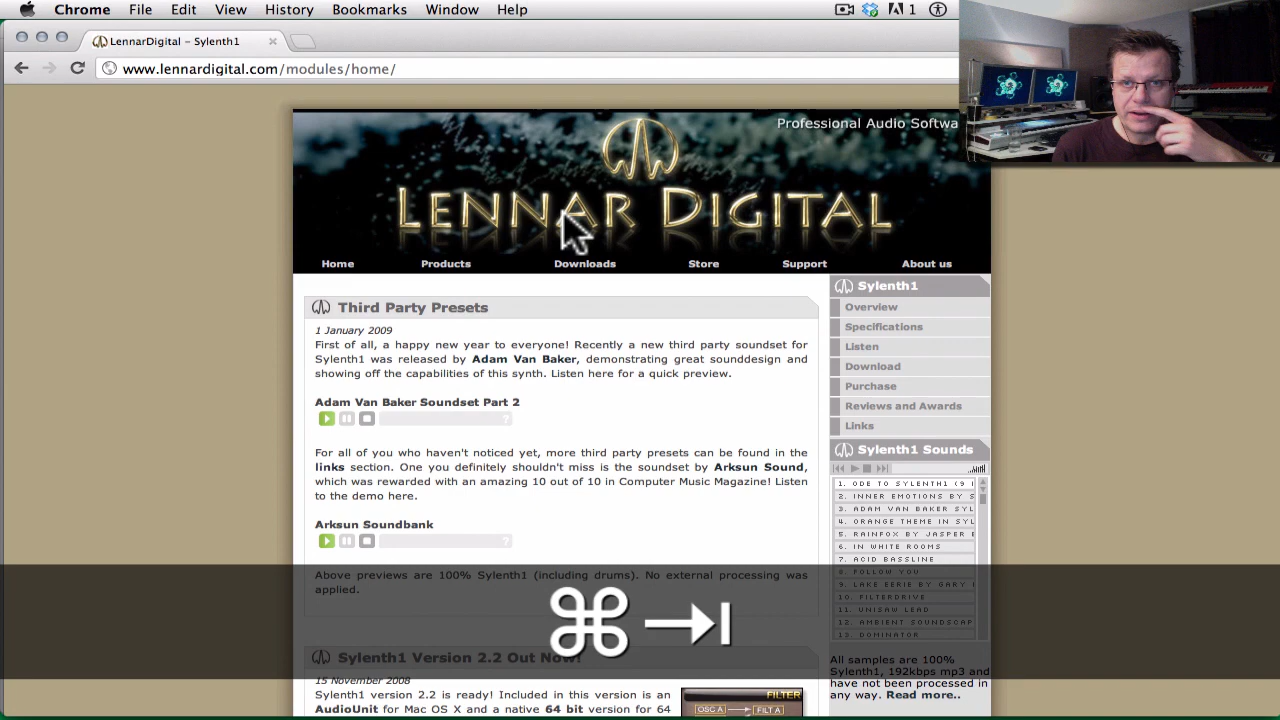 Chrome File Edit View History Bookmarks Window Help 1
LennarDigital – Sylenth1
www.lennardigital.com/modules/home/
Professional Audio Softwa
LENNAR DIGITAL
Home Products Downloads Store Support About us
Third Party Presets
1 January 2009
First of all, a happy new year to everyone! Recently a new third party soundset for
Sylenth1 was released by Adam Van Baker, demonstrating great sounddesign and
showing off the capabilities of this synth. Listen here for a quick preview.
Adam Van Baker Soundset Part 2
?
For all of you who haven't noticed yet, more third party presets can be found in the
links section. One you definitely shouldn't miss is the soundset by Arksun Sound,
which was rewarded with an amazing 10 out of 10 in Computer Music Magazine! Listen
to the demo here.
Arksun Soundbank
?
Above previews are 100% Sylenth1 (including drums). No external processing was
applied.
Sylenth1 Version 2.2 Out Now!
15 November 2008
Sylenth1 version 2.2 is ready! Included in this version is an
AudioUnit for Mac OS X and a native 64 bit version for 64
FILTER
OSC A FILT A
Sylenth1
Overview
Specifications
Listen
Download
Purchase
Reviews and Awards
Links
Sylenth1 Sounds
1. ODE TO SYLENTH1 (9
2. INNER EMOTIONS BY S
3. ADAM VAN BAKER SYL
4. ORANGE THEME IN SYL
5. RAINFOX BY JASPER
6. IN WHITE ROOMS
7. ACID BASSLINE
8. FOLLOW YOU
9. LAKE EERIE BY GARY
10. FILTERDRIVE
11. UNISAW LEAD
12. AMBIENT SOUNDSCAP
13. DOMINATOR
All samples are 100%
Sylenth1, 192kbps mp3 and
have not been processed in
any way. Read more..
⌘⇥